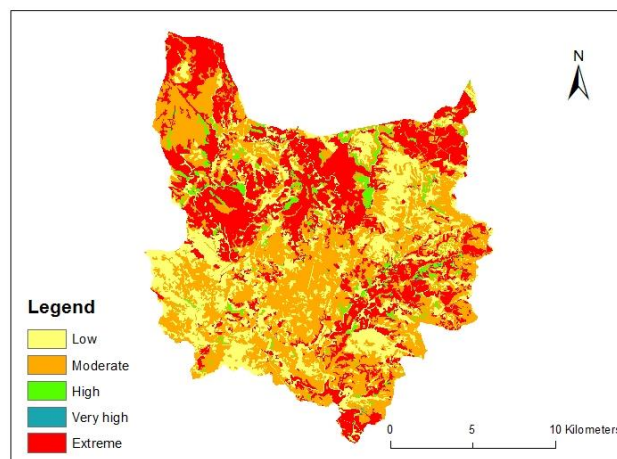 N
Legend
Low
Moderate
High
Very high
Extreme
0 5 10 Kilometers